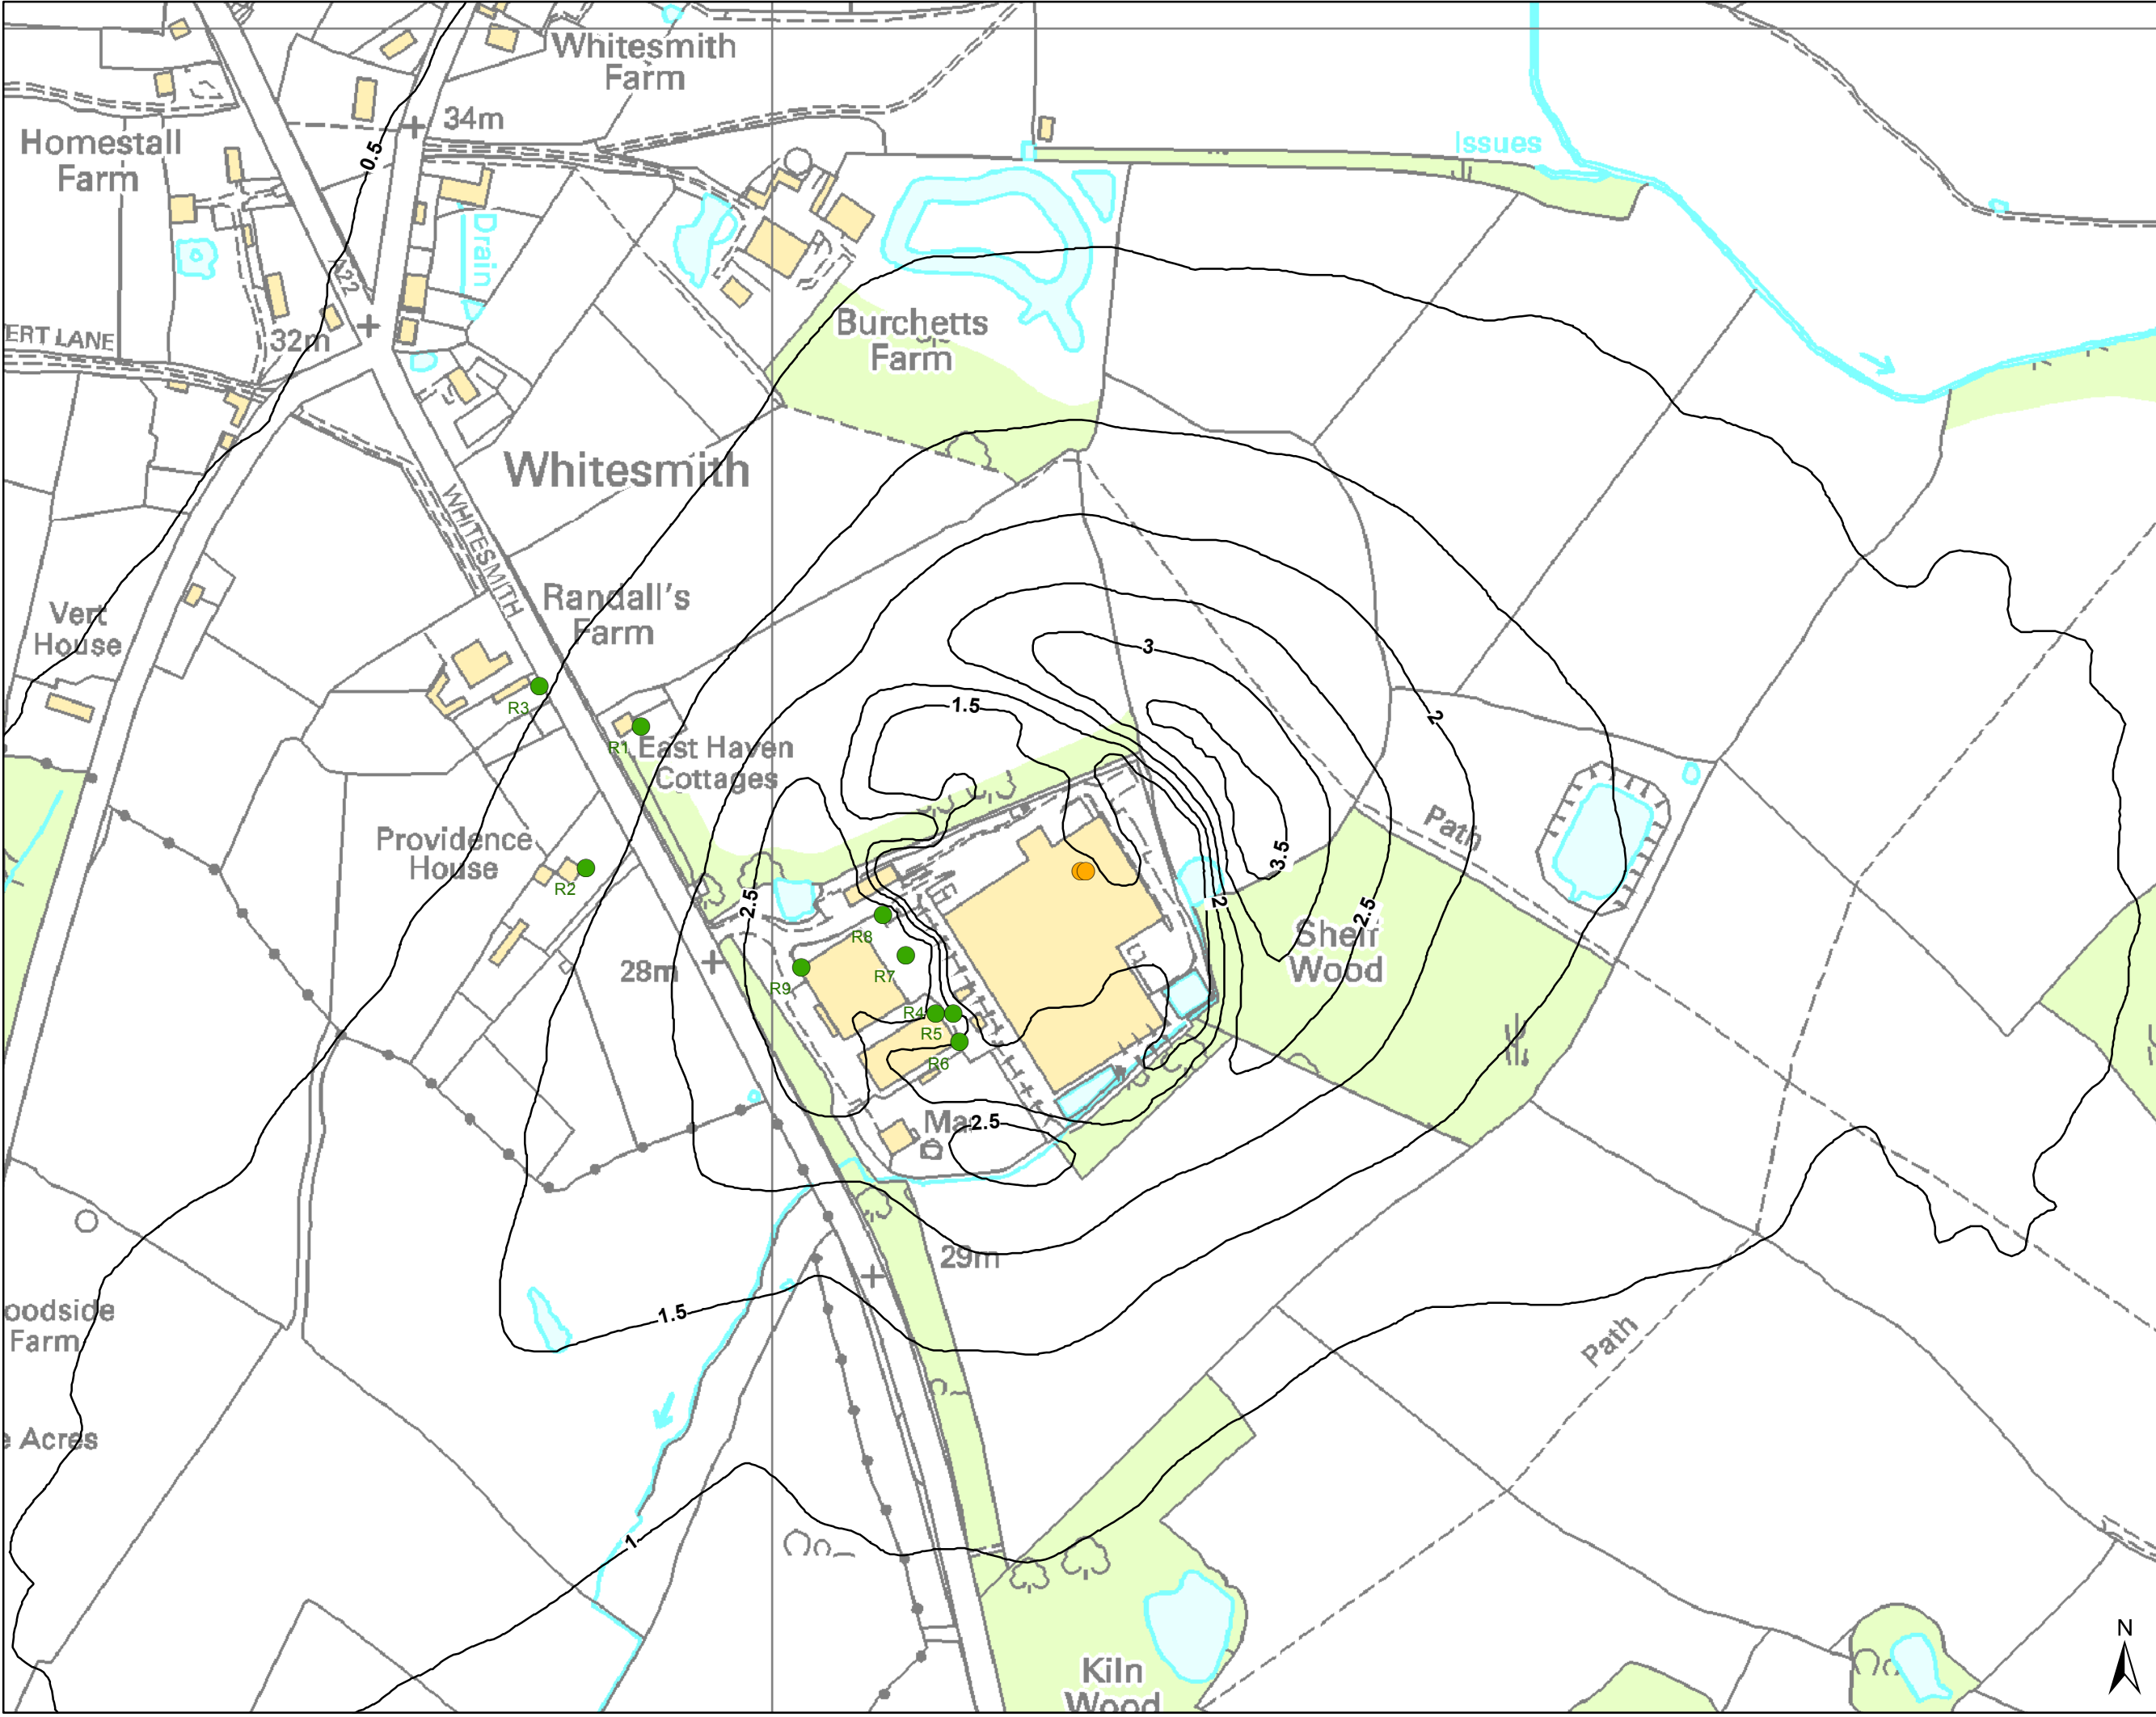 Whitesmith
Farm
34m
Homestall
Farm
0.5
Issues
Drain
32m
Burchetts
Farm
Whitesmith
WHITESMITH
Randall's
Farm
Vert
House
3
R3
1.5
2
R1
East Haven
Cottages
Path
Providence
House
3.5
R2
2.5
2
2.5
R8
Shelf
Wood
28m
R7
R9
R4
R5
R6
2.5
29m
1.5
oodside
Farm
Path
e Acres
1
N
Kiln
Wood